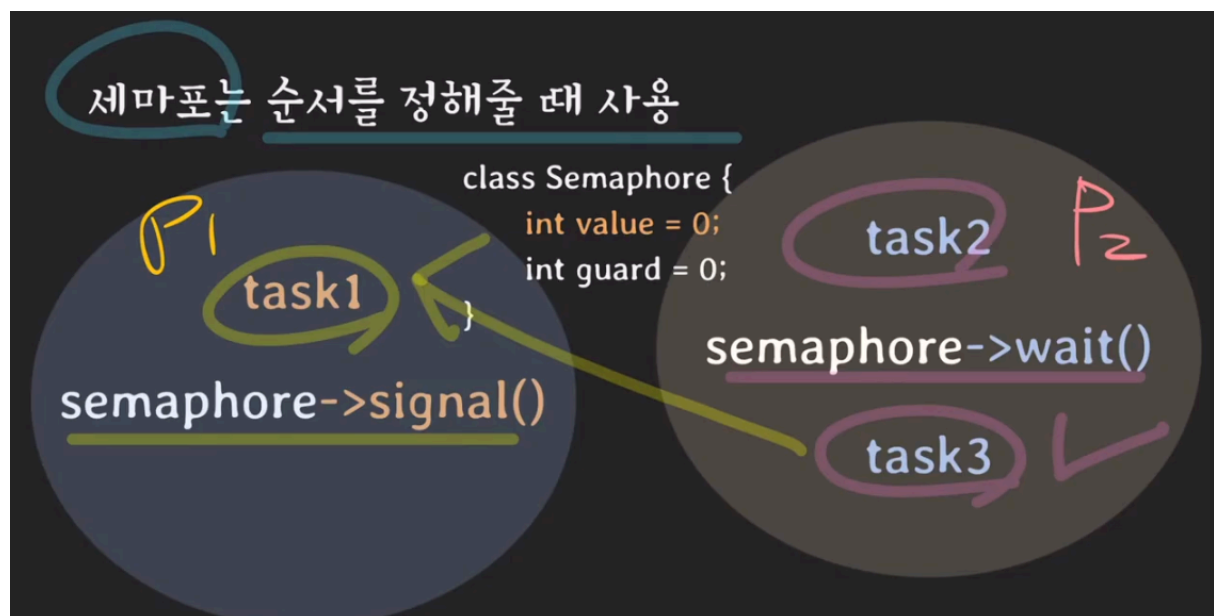 세마포는 순서를 정해줄 때 사용
class Semaphore {
int value = 0;
int guard = 0;
}
P1
task1
semaphore->signal()
P2
task2
semaphore->wait()
task3